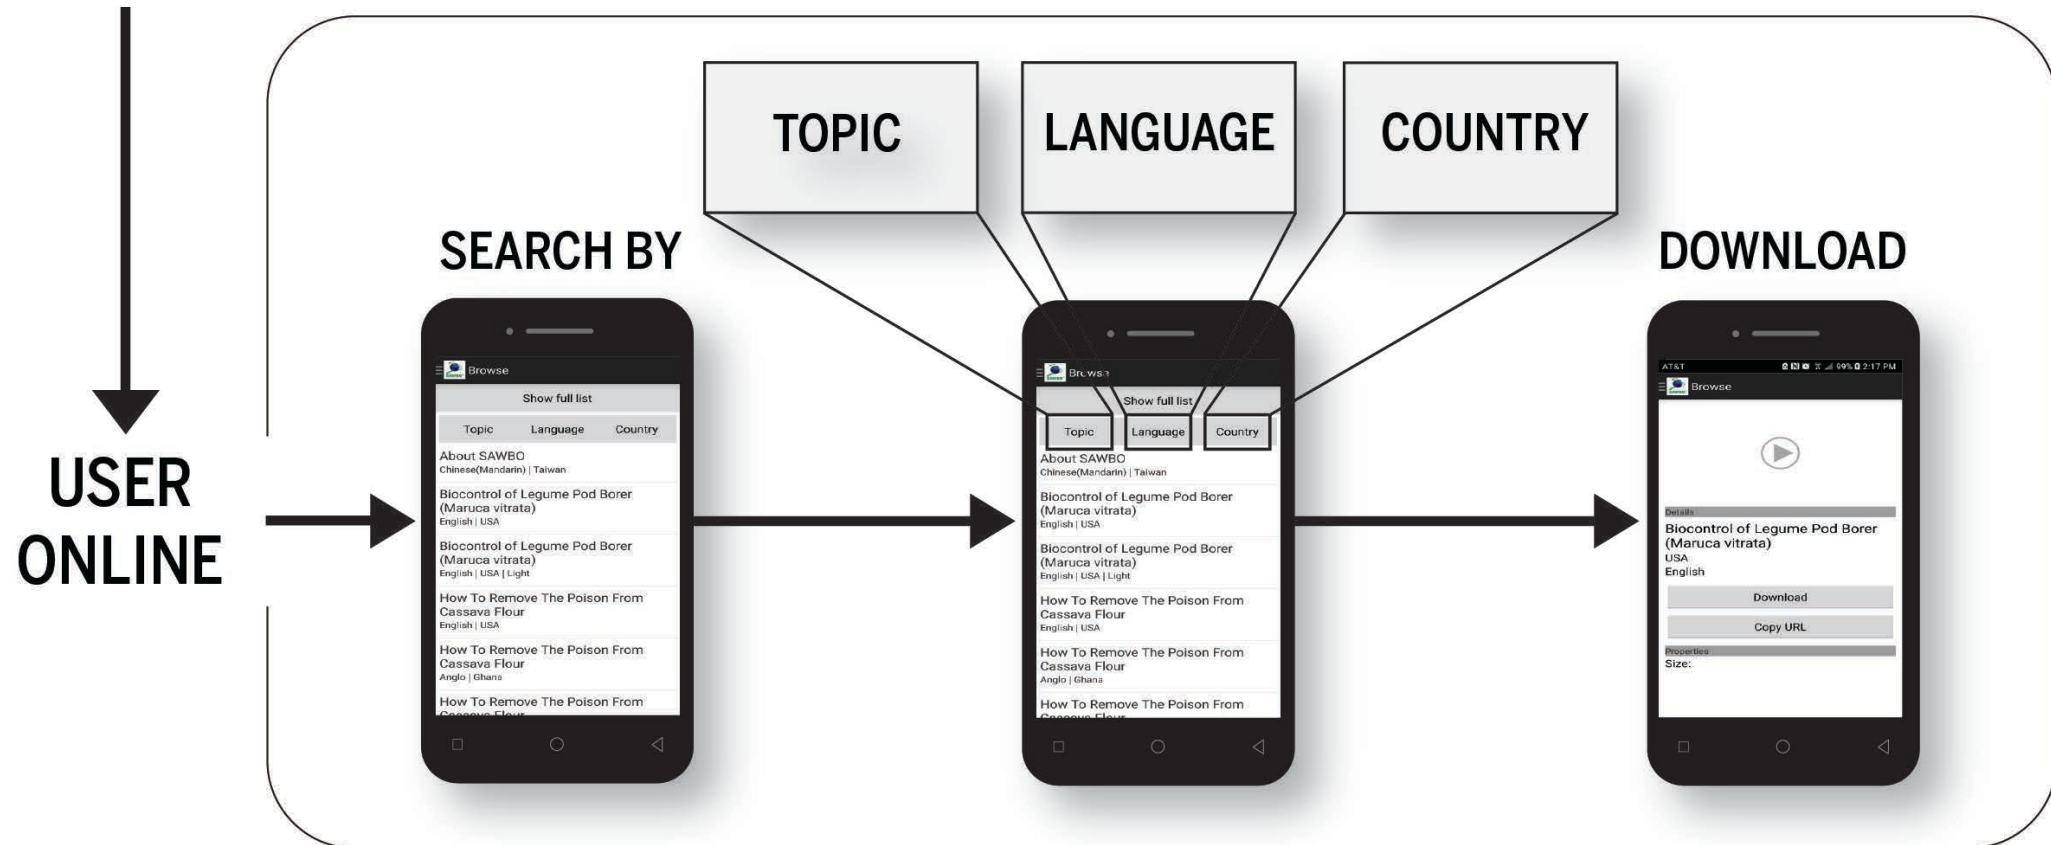 TOPIC
LANGUAGE
COUNTRY
SEARCH BY
DOWNLOAD
USER
ONLINE
Browse
Show full list
Topic Language Country
About SAWBO
Chinese(Mandarin) | Taiwan
Biocontrol of Legume Pod Borer
(Maruca vitrata)
English | USA
Biocontrol of Legume Pod Borer
(Maruca vitrata)
English | USA | Light
How To Remove The Poison From
Cassava Flour
English | USA
How To Remove The Poison From
Cassava Flour
Anglo | Ghana
How To Remove The Poison From
Cassava Flour
Browse
Show full list
Topic Language Country
About SAWBO
Chinese(Mandarin) | Taiwan
Biocontrol of Legume Pod Borer
(Maruca vitrata)
English | USA
Biocontrol of Legume Pod Borer
(Maruca vitrata)
English | USA | Light
How To Remove The Poison From
Cassava Flour
English | USA
How To Remove The Poison From
Cassava Flour
Anglo | Ghana
How To Remove The Poison From
Cassava Flour
AT&T 99% 2:17 PM
Browse
Details
Biocontrol of Legume Pod Borer
(Maruca vitrata)
USA
English
Download
Copy URL
Properties
Size: